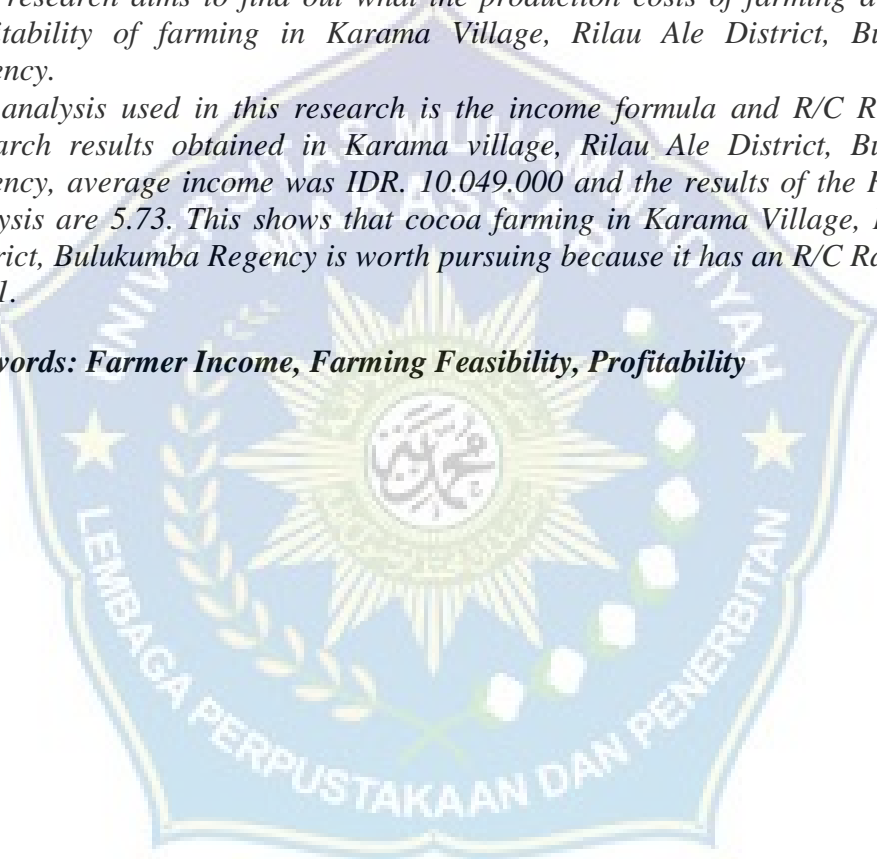 research aims to find out what the production costs of farming a
itability of farming in Karama Village, Rilau Ale District, Bu
ency.
analysis used in this research is the income formula and R/C R
arch results obtained in Karama village, Rilau Ale District, Bu
ency, average income was IDR. 10.049.000 and the results of the
ysis are 5.73. This shows that cocoa farming in Karama Village,
rict, Bulukumba Regency is worth pursuing because it has an R/C Ra
1.
words: Farmer Income, Farming Feasibility, Profitability
UNIVERSITAS MUHAMMADIYAH
MAKASSAR
LEMBAGA PERPUSTAKAAN DAN PENERBITAN